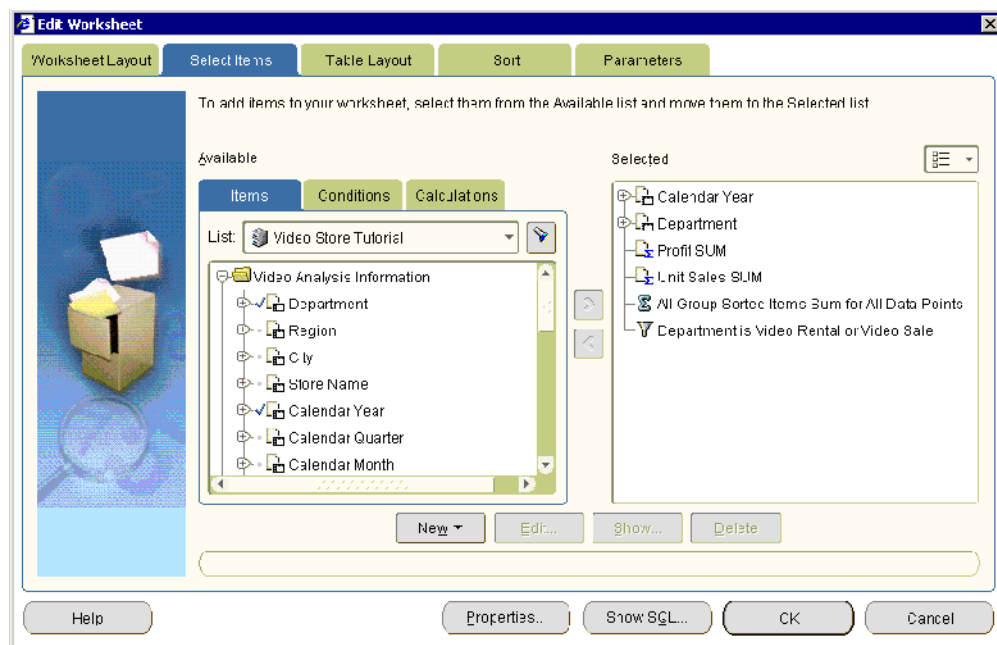 Edit Worksheet
Worksheet Layout
Select Items
Table Layout
Sort
Parameters
To add items to your worksheet, select them from the Available list and move them to the Selected list
Available
Items
Conditions
Calculations
List:
Video Store Tutorial
Video Analysis Information
Department
Region
City
Store Name
Calendar Year
Calendar Quarter
Calendar Month
Selected
Calendar Year
Department
Profit SUM
Unit Sales SUM
All Group Sorted Items Sum for All Data Points
Department is Video Rental or Video Sale
New
Edit...
Show...
Delete
Help
Properties..
Show SQL...
OK
Cancel